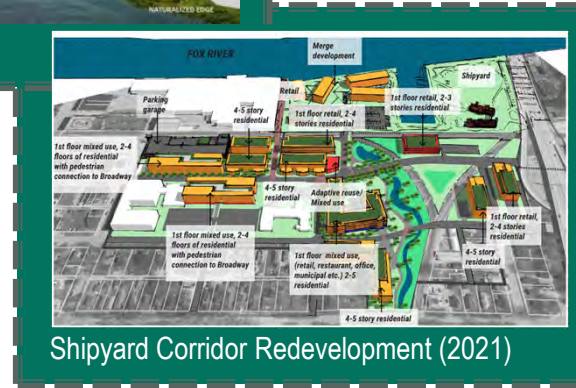 NATURALIZED EDGE
FOX RIVER
Merge
development
Shipyard
Parking
garage
4-5 story
residential
Retail
1st floor retail, 2-4
stories residential
1st floor retail, 2-3
stories residential
1st floor mixed use, 2-4
floors of residential
with pedestrian
connection to Broadway
4-5 story
residential
Adaptive reuse/
Mixed use
1st floor retail,
2-4 stories
residential
1st floor mixed use, 2-4
floors of residential
with pedestrian
connection to Broadway
1st floor mixed use,
(retail, restaurant, office,
municipal etc.) 2-5
residential
4-5 story
residential
4-5 story residential
Shipyard Corridor Redevelopment (2021)